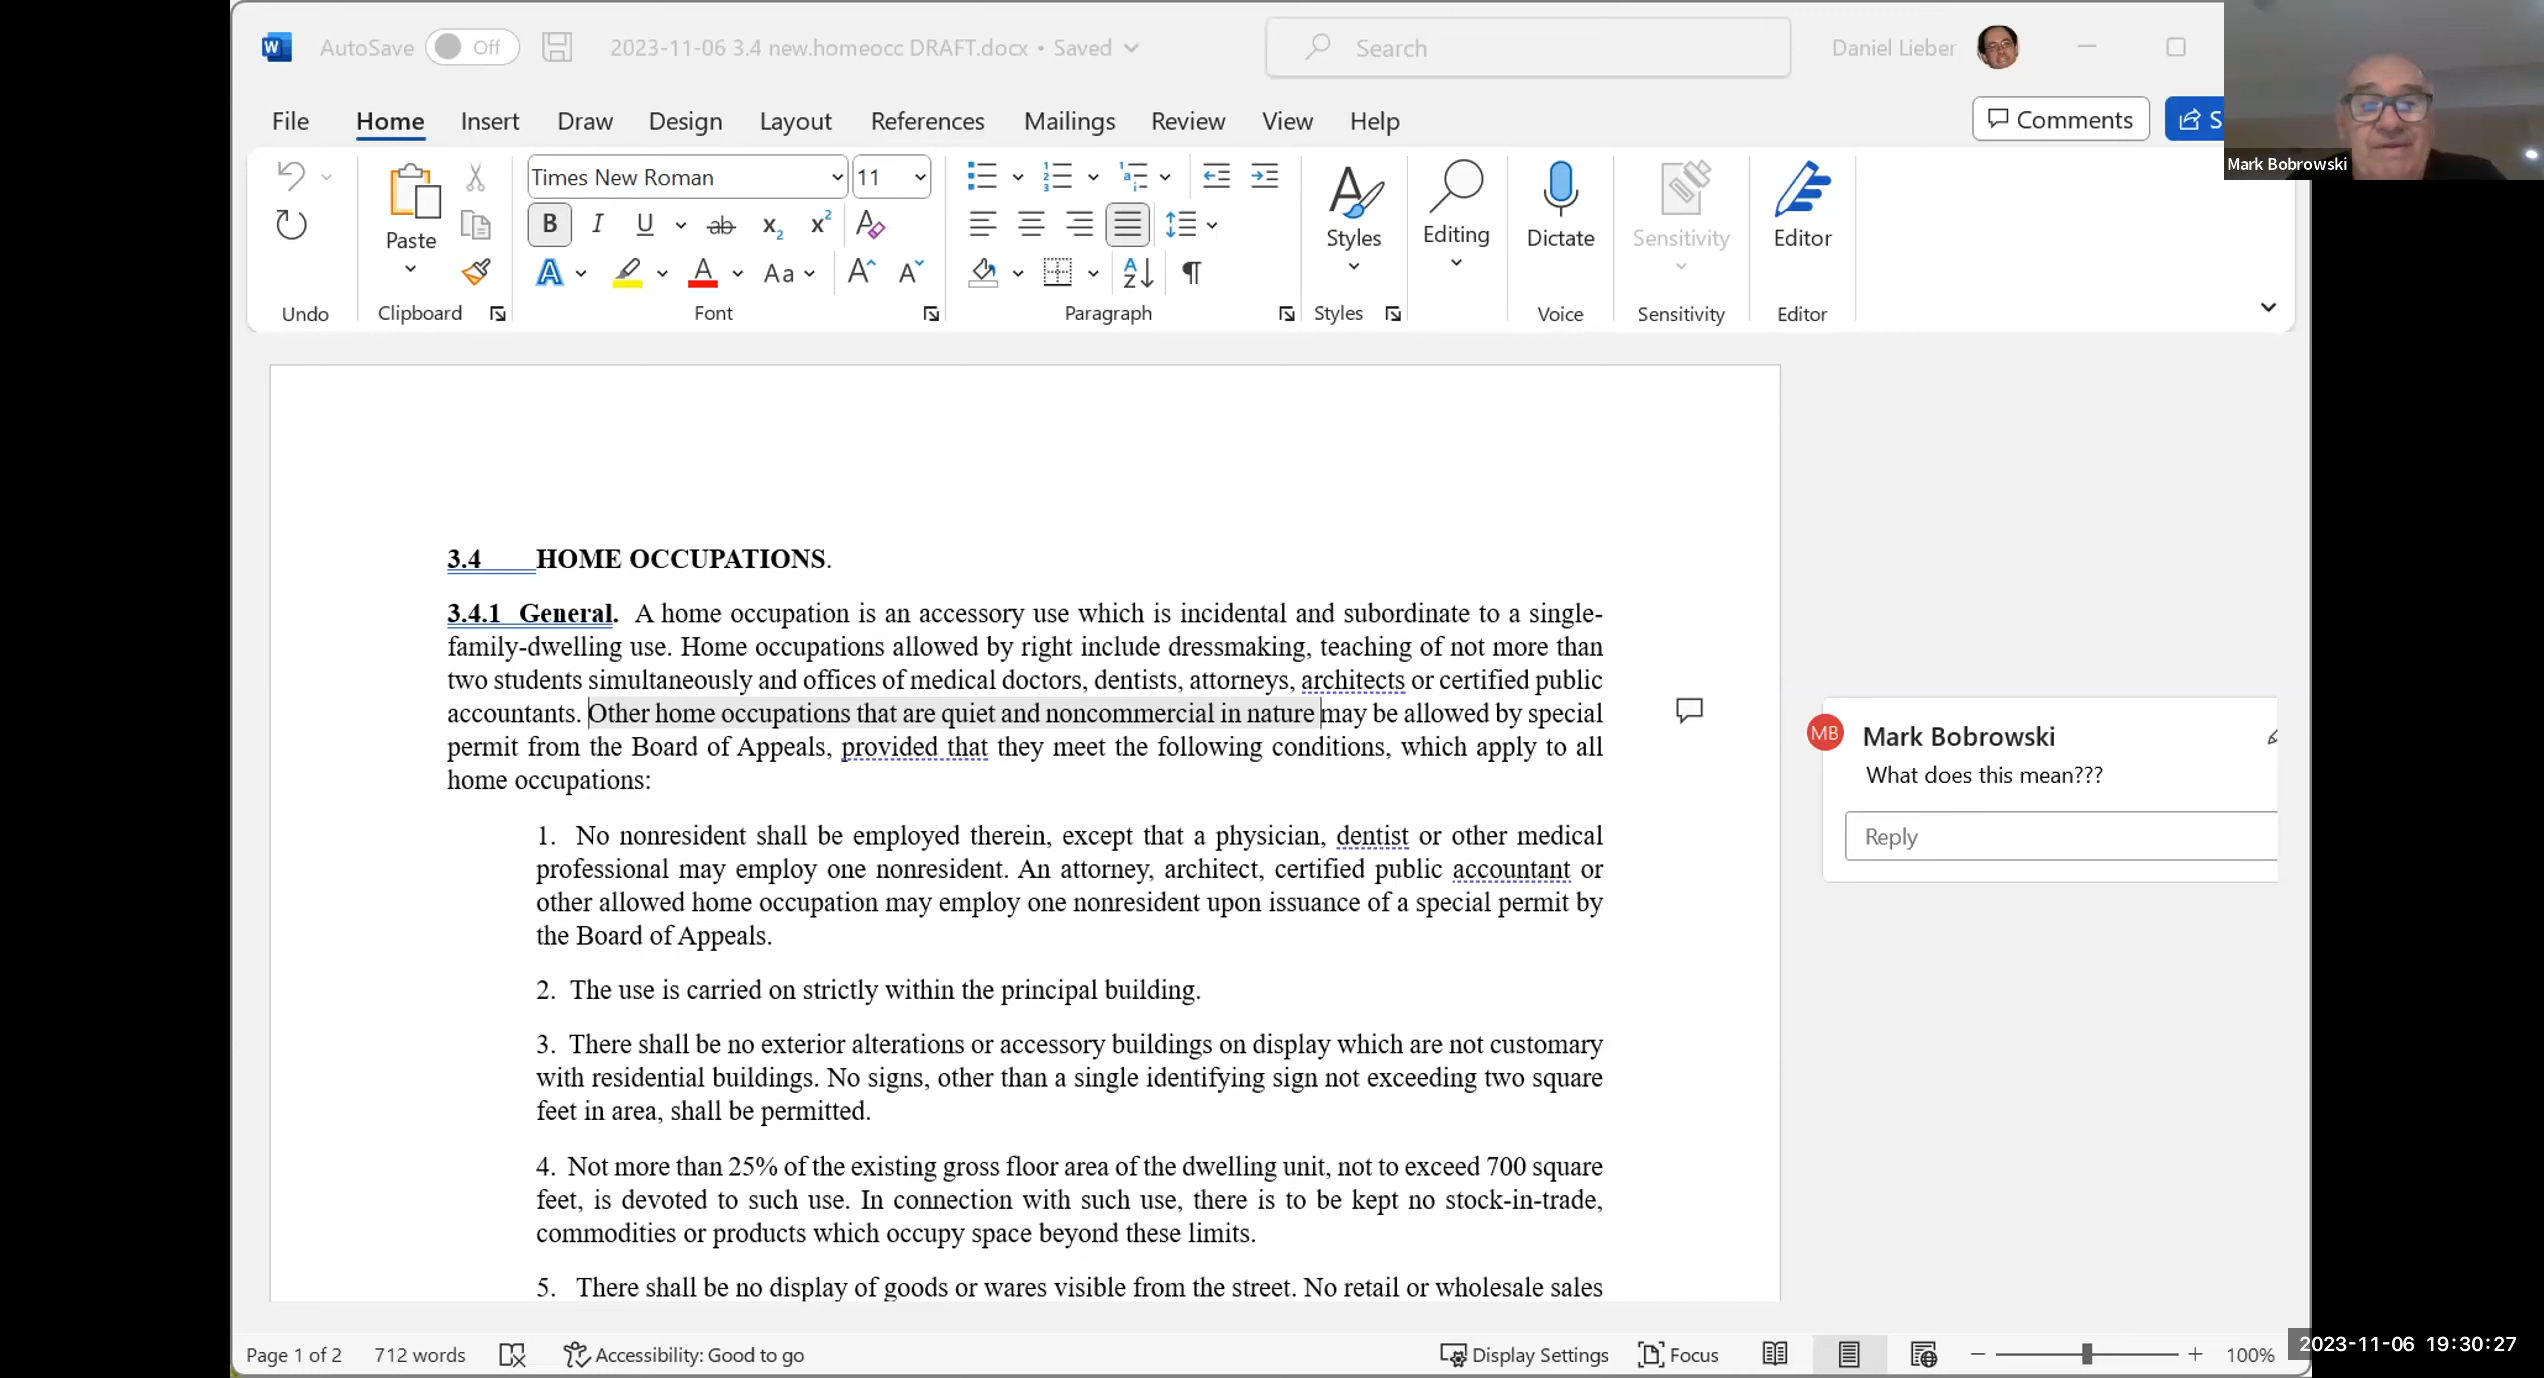 AutoSave Off 2023-11-06 3.4 new.homeocc DRAFT.docx • Saved Search Daniel Lieber
File Home Insert Draw Design Layout References Mailings Review View Help Comments S
Times New Roman 11
Paste Styles Editing Dictate Sensitivity Editor
Undo Clipboard Font Paragraph Styles Voice Sensitivity Editor
Mark Bobrowski
3.4 HOME OCCUPATIONS.
3.4.1 General. A home occupation is an accessory use which is incidental and subordinate to a single-
family-dwelling use. Home occupations allowed by right include dressmaking, teaching of not more than
two students simultaneously and offices of medical doctors, dentists, attorneys, architects or certified public
accountants. Other home occupations that are quiet and noncommercial in nature may be allowed by special
permit from the Board of Appeals, provided that they meet the following conditions, which apply to all
home occupations:
1. No nonresident shall be employed therein, except that a physician, dentist or other medical
professional may employ one nonresident. An attorney, architect, certified public accountant or
other allowed home occupation may employ one nonresident upon issuance of a special permit by
the Board of Appeals.
2. The use is carried on strictly within the principal building.
3. There shall be no exterior alterations or accessory buildings on display which are not customary
with residential buildings. No signs, other than a single identifying sign not exceeding two square
feet in area, shall be permitted.
4. Not more than 25% of the existing gross floor area of the dwelling unit, not to exceed 700 square
feet, is devoted to such use. In connection with such use, there is to be kept no stock-in-trade,
commodities or products which occupy space beyond these limits.
5. There shall be no display of goods or wares visible from the street. No retail or wholesale sales
MB Mark Bobrowski
What does this mean???
Reply
Page 1 of 2 712 words Accessibility: Good to go Display Settings Focus 100%
2023-11-06 19:30:27